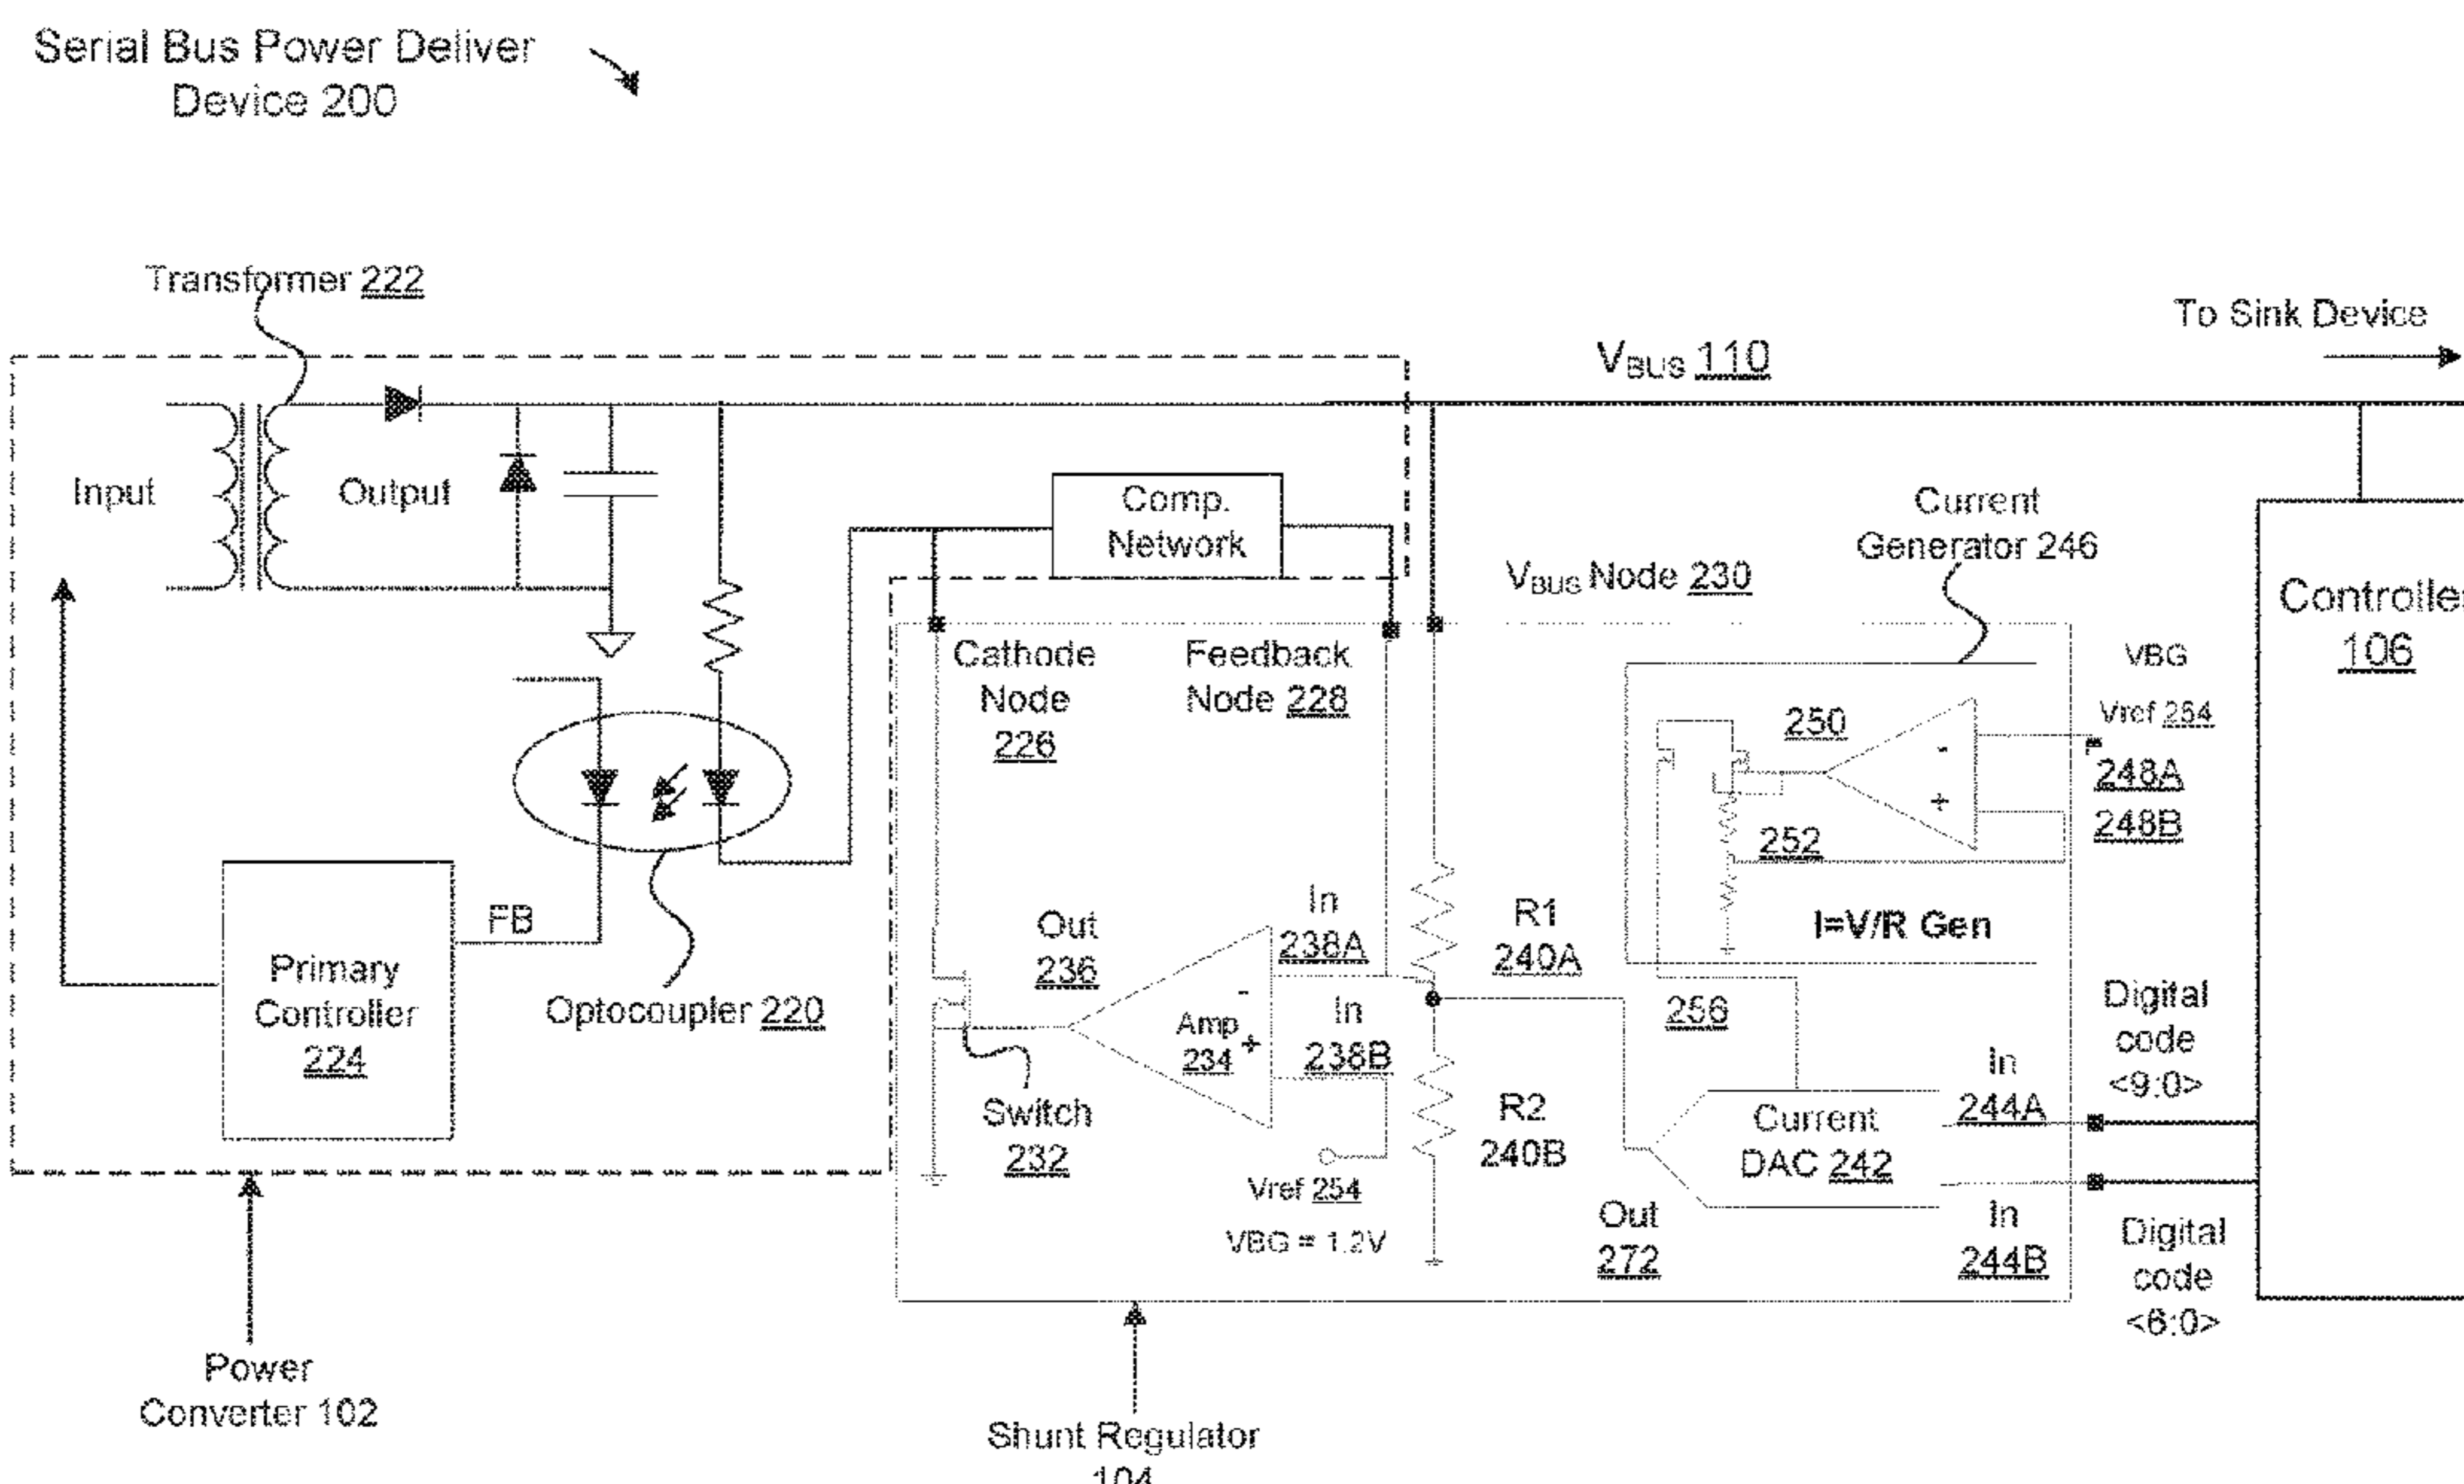 Serial Bus Power Deliver
Device 200
Transformer 222
To Sink Device
VBUS 110
Input
Output
Comp.
Network
Current
Generator 246
VBUS Node 230
Controller
106
Cathode
Node
226
Feedback
Node 228
VBG
Vref 254
250
-
+
248A
248B
252
I=V/R Gen
Out
236
In
238A
R1
240A
FB
Primary
Controller
224
Optocoupler 220
-
Amp
234
+
In
238B
256
Digital
code
<9:0>
In
244A
Switch
232
R2
240B
Current
DAC 242
Vref 254
VBG = 1.2V
Out
272
In
244B
Digital
code
<6:0>
Power
Converter 102
Shunt Regulator
104